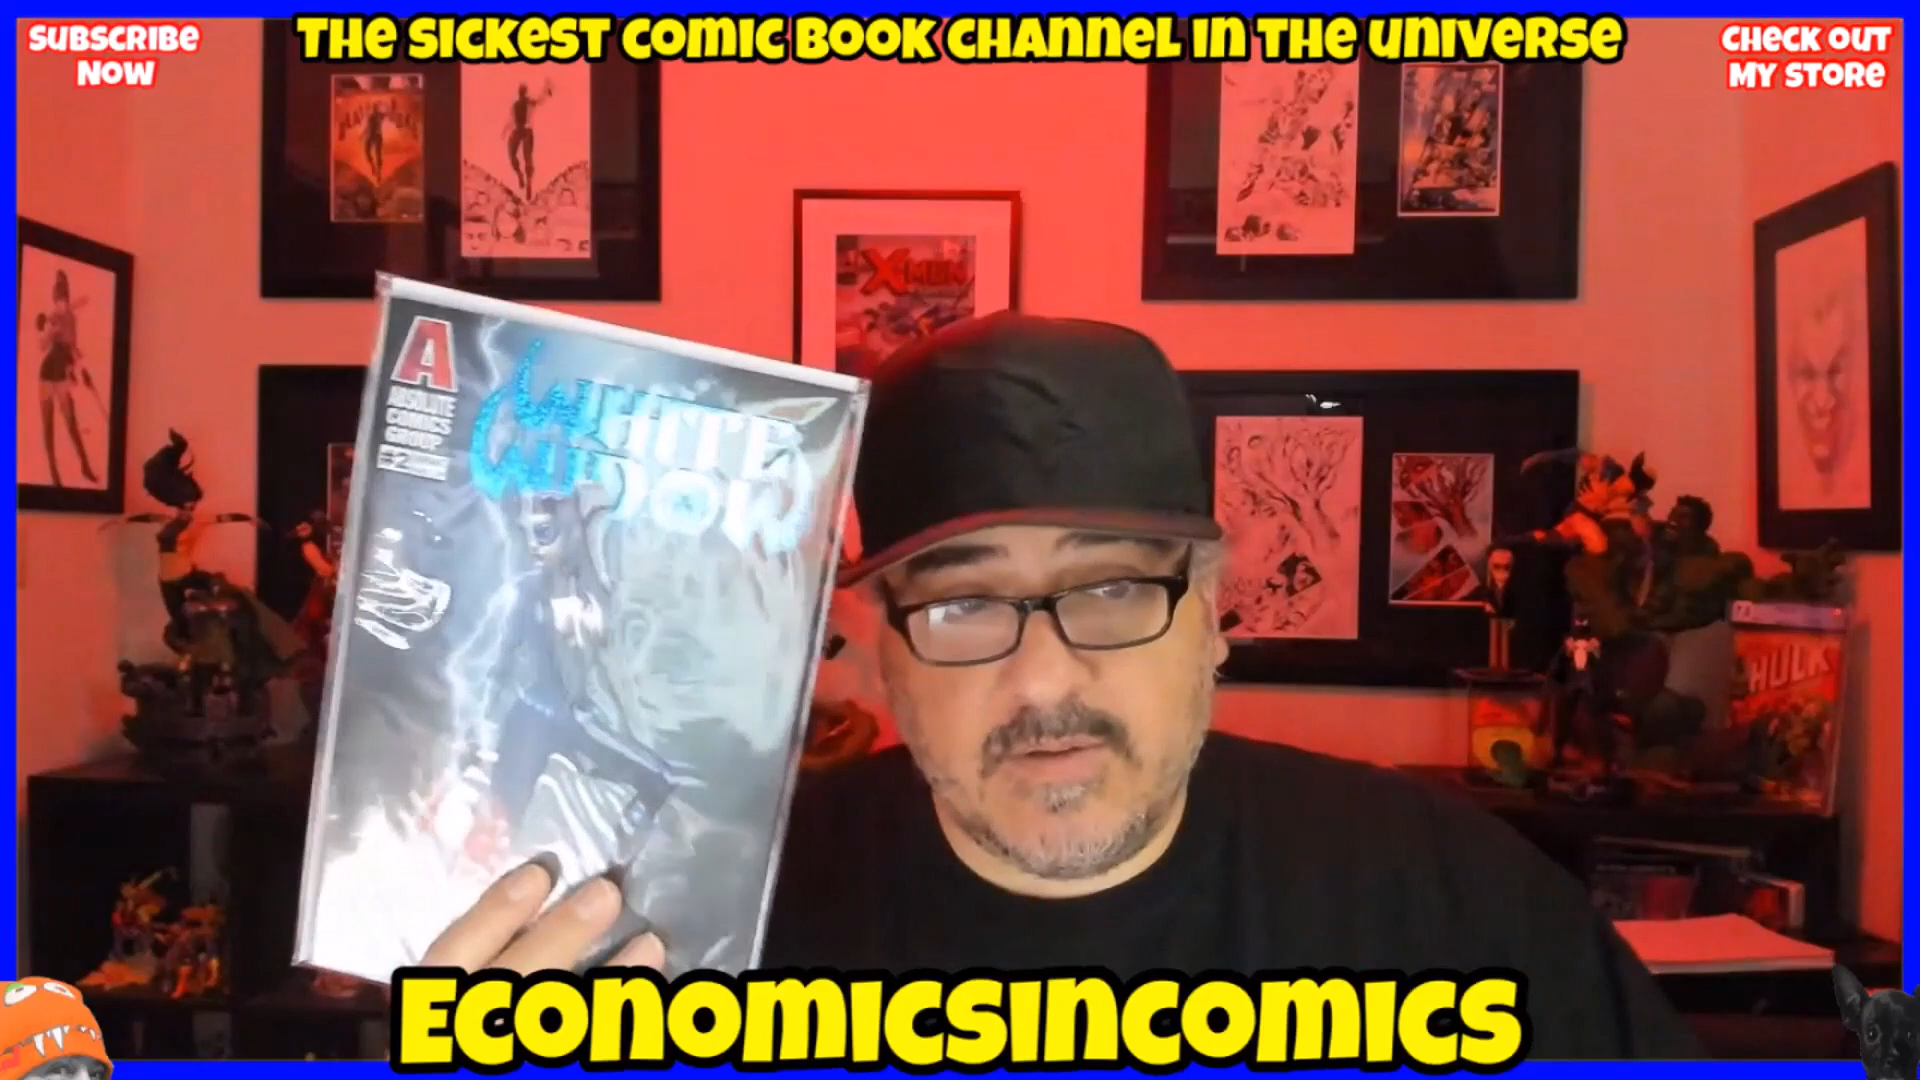 SUBSCRIBE
NOW
THE SICKEST COMIC BOOK CHANNEL IN THE UNIVERSE
CHECK OUT
MY STORE
X-MEN
A
ABSOLUTE
COMICS
GROUP
#2
WHITE
WIDOW
HULK
ECONOMICSINCOMICS